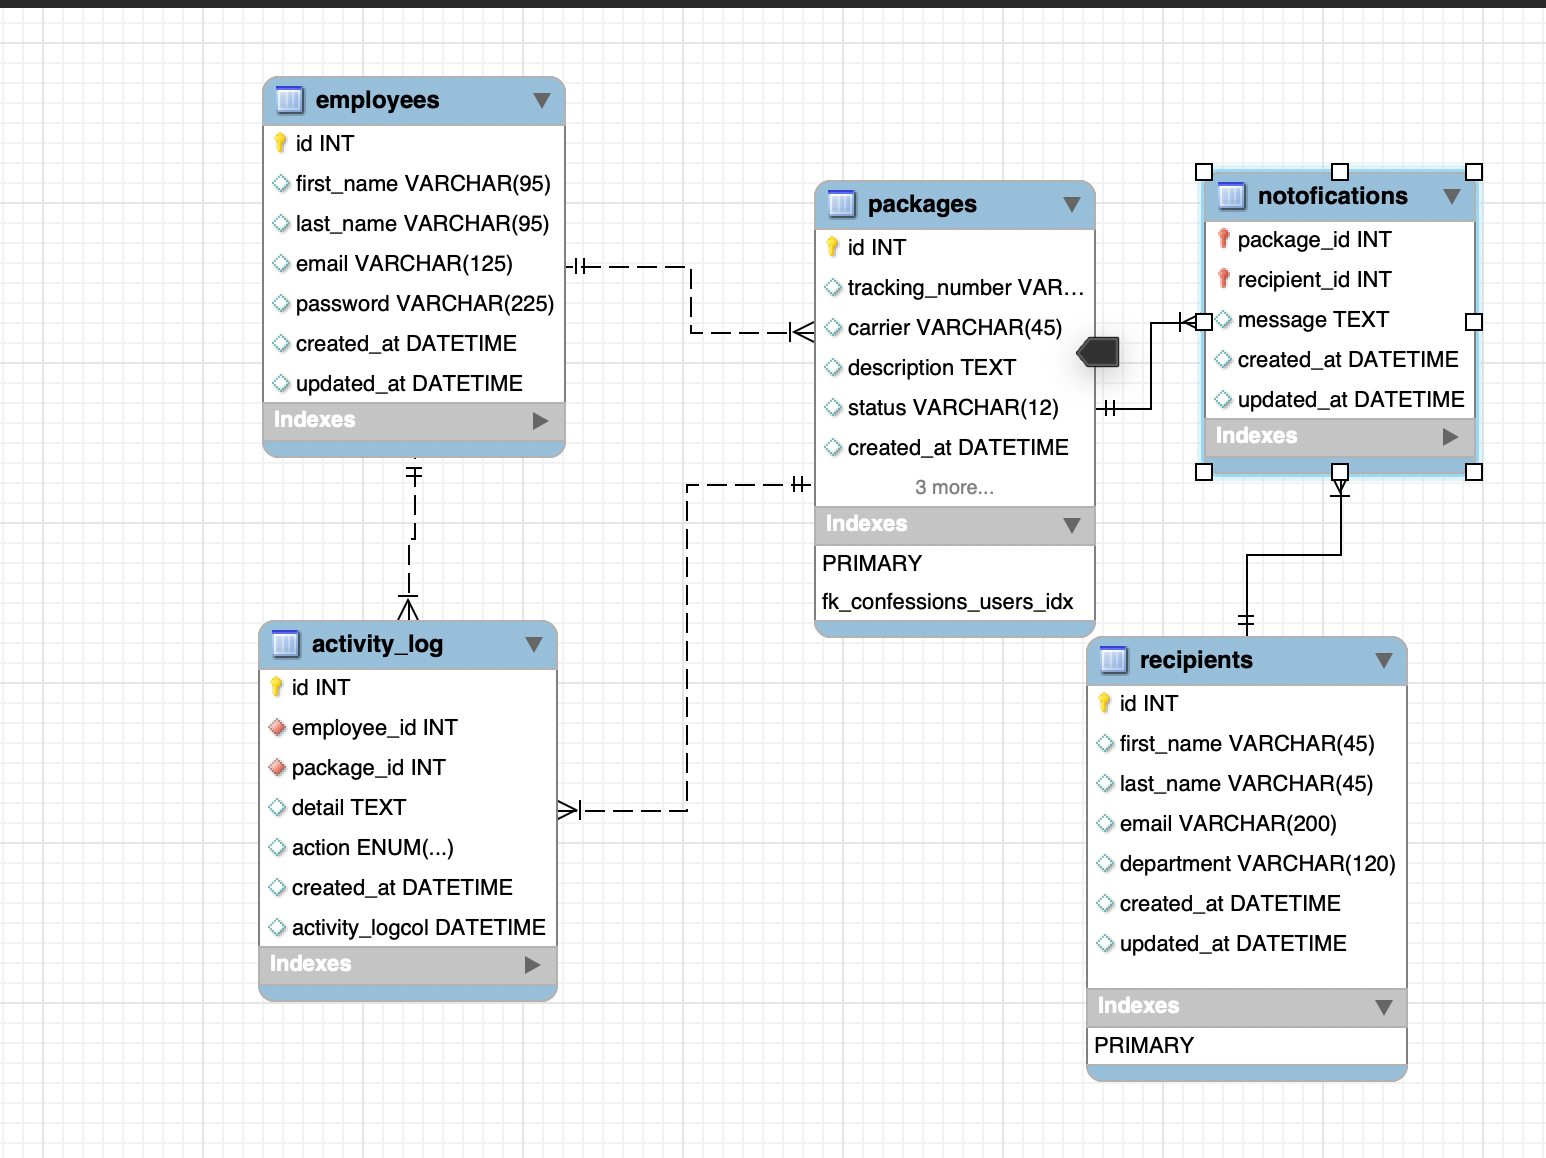 employees
id INT
first_name VARCHAR(95)
last_name VARCHAR(95)
email VARCHAR(125)
password VARCHAR(225)
created_at DATETIME
updated_at DATETIME
Indexes
packages
id INT
tracking_number VAR...
carrier VARCHAR(45)
description TEXT
status VARCHAR(12)
created_at DATETIME
3 more...
Indexes
PRIMARY
fk_confessions_users_idx
notofications
package_id INT
recipient_id INT
message TEXT
created_at DATETIME
updated_at DATETIME
Indexes
activity_log
id INT
employee_id INT
package_id INT
detail TEXT
action ENUM(...)
created_at DATETIME
activity_logcol DATETIME
Indexes
recipients
id INT
first_name VARCHAR(45)
last_name VARCHAR(45)
email VARCHAR(200)
department VARCHAR(120)
created_at DATETIME
updated_at DATETIME
Indexes
PRIMARY